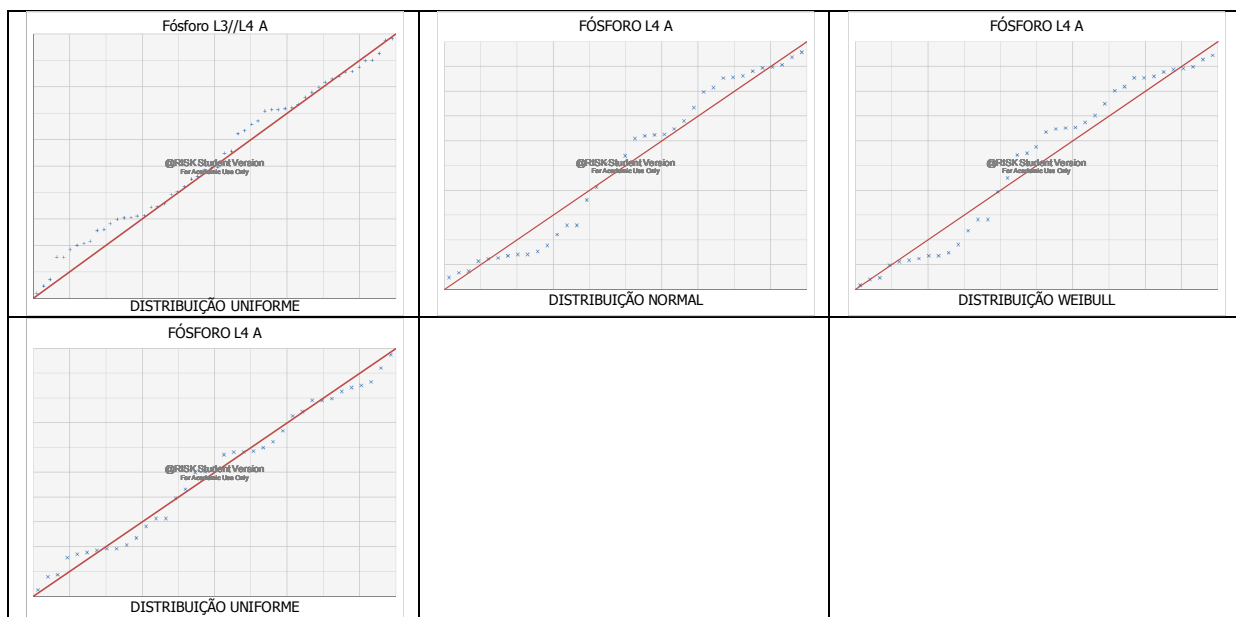 Fósforo L3//L4 A
@RISK Student Version
For Academic Use Only
DISTRIBUIÇÃO UNIFORME
FÓSFORO L4 A
@RISK Student Version
For Academic Use Only
DISTRIBUIÇÃO NORMAL
FÓSFORO L4 A
@RISK Student Version
For Academic Use Only
DISTRIBUIÇÃO WEIBULL
FÓSFORO L4 A
@RISK Student Version
For Academic Use Only
DISTRIBUIÇÃO UNIFORME